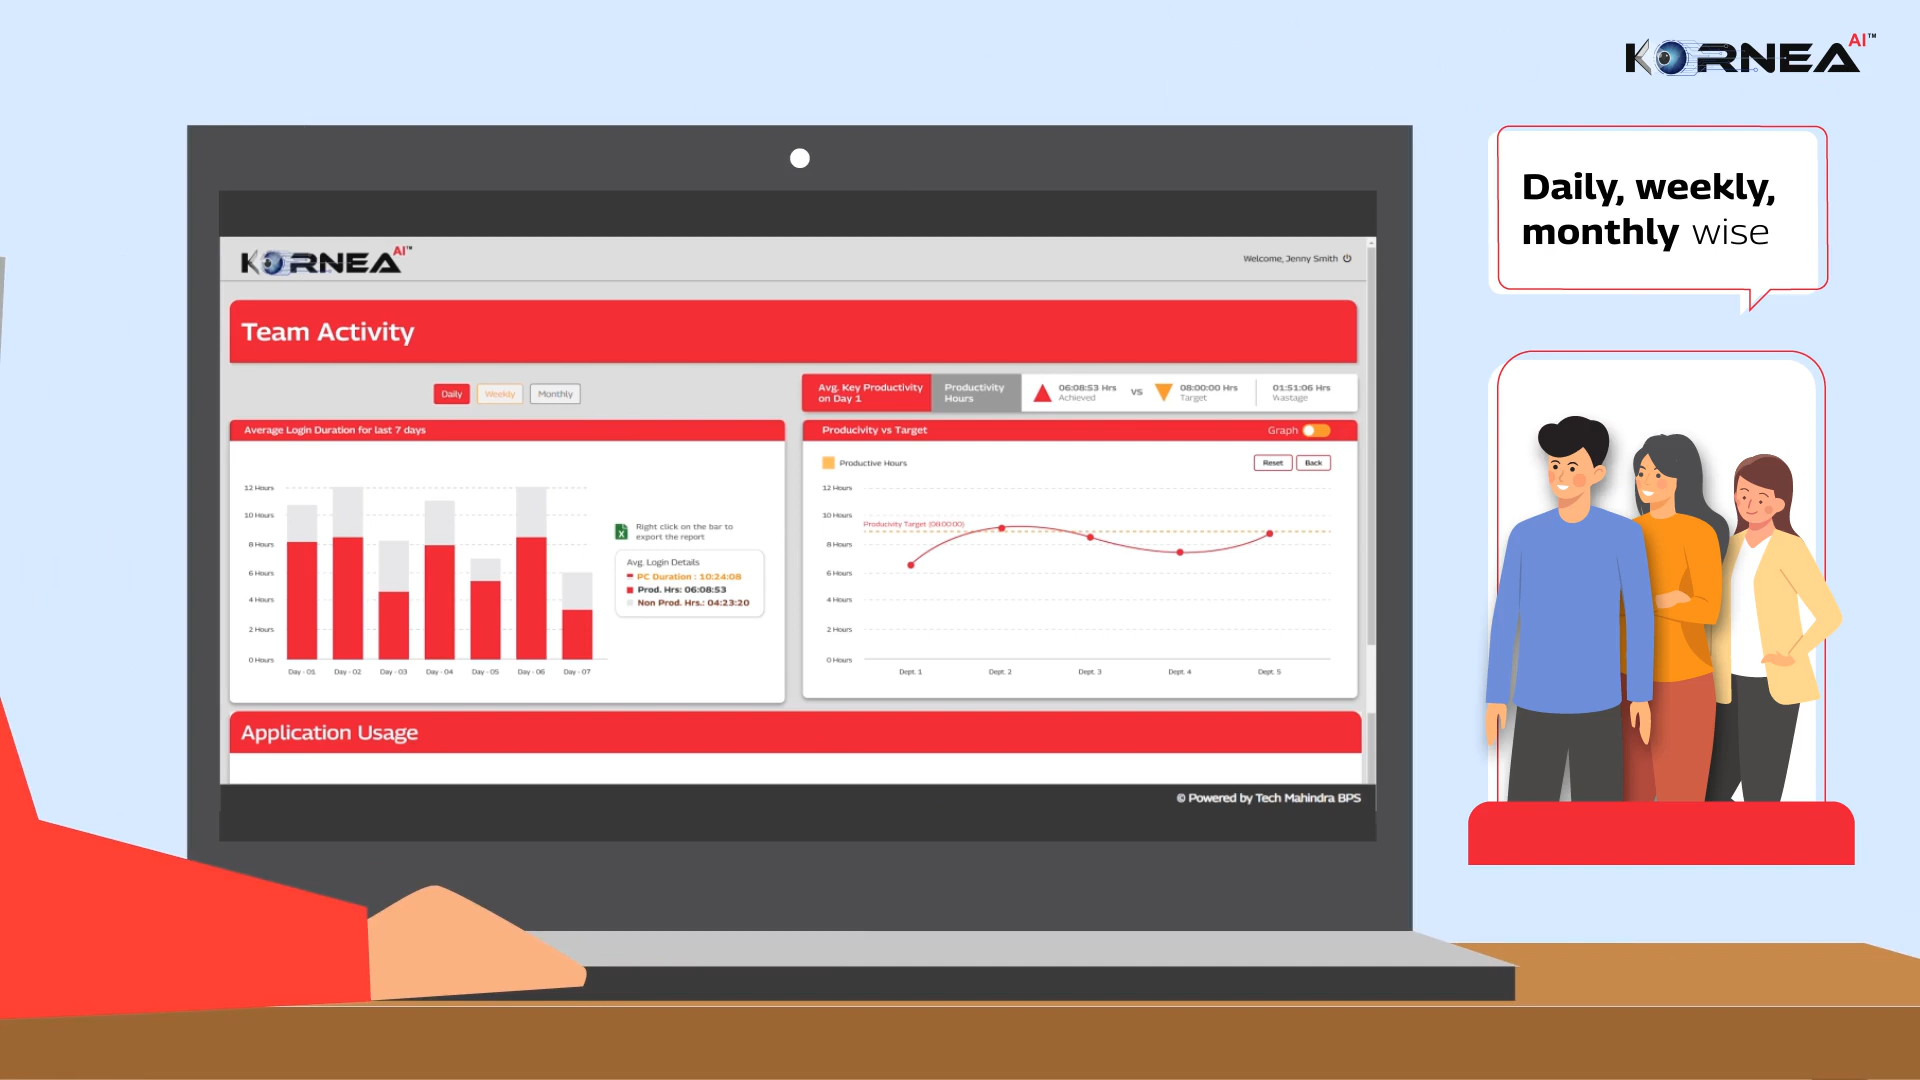 KORNEA AI™
Daily, weekly,
monthly wise
KORNEA AI™
Welcome, Jenny Smith
Team Activity
Daily
Weekly
Monthly
Avg. Key Productivity
on Day 1
Productivity
Hours
06:08:53 Hrs
Achieved
VS
08:00:00 Hrs
Target
01:51:06 Hrs
Wastage
Average Login Duration for last 7 days
12 Hours
10 Hours
8 Hours
6 Hours
4 Hours
2 Hours
0 Hours
Day - 01
Day - 02
Day - 03
Day - 04
Day - 05
Day - 06
Day - 07
Right click on the bar to
export the report
Avg. Login Details
PC Duration : 10:24:08
Prod. Hrs: 06:08:53
Non Prod. Hrs.: 04:23:20
Producivity vs Target
Graph
Productive Hours
Reset
Back
12 Hours
10 Hours
Producivity Target (08:00:00)
8 Hours
6 Hours
4 Hours
2 Hours
0 Hours
Dept. 1
Dept. 2
Dept. 3
Dept. 4
Dept. 5
Application Usage
© Powered by Tech Mahindra BPS